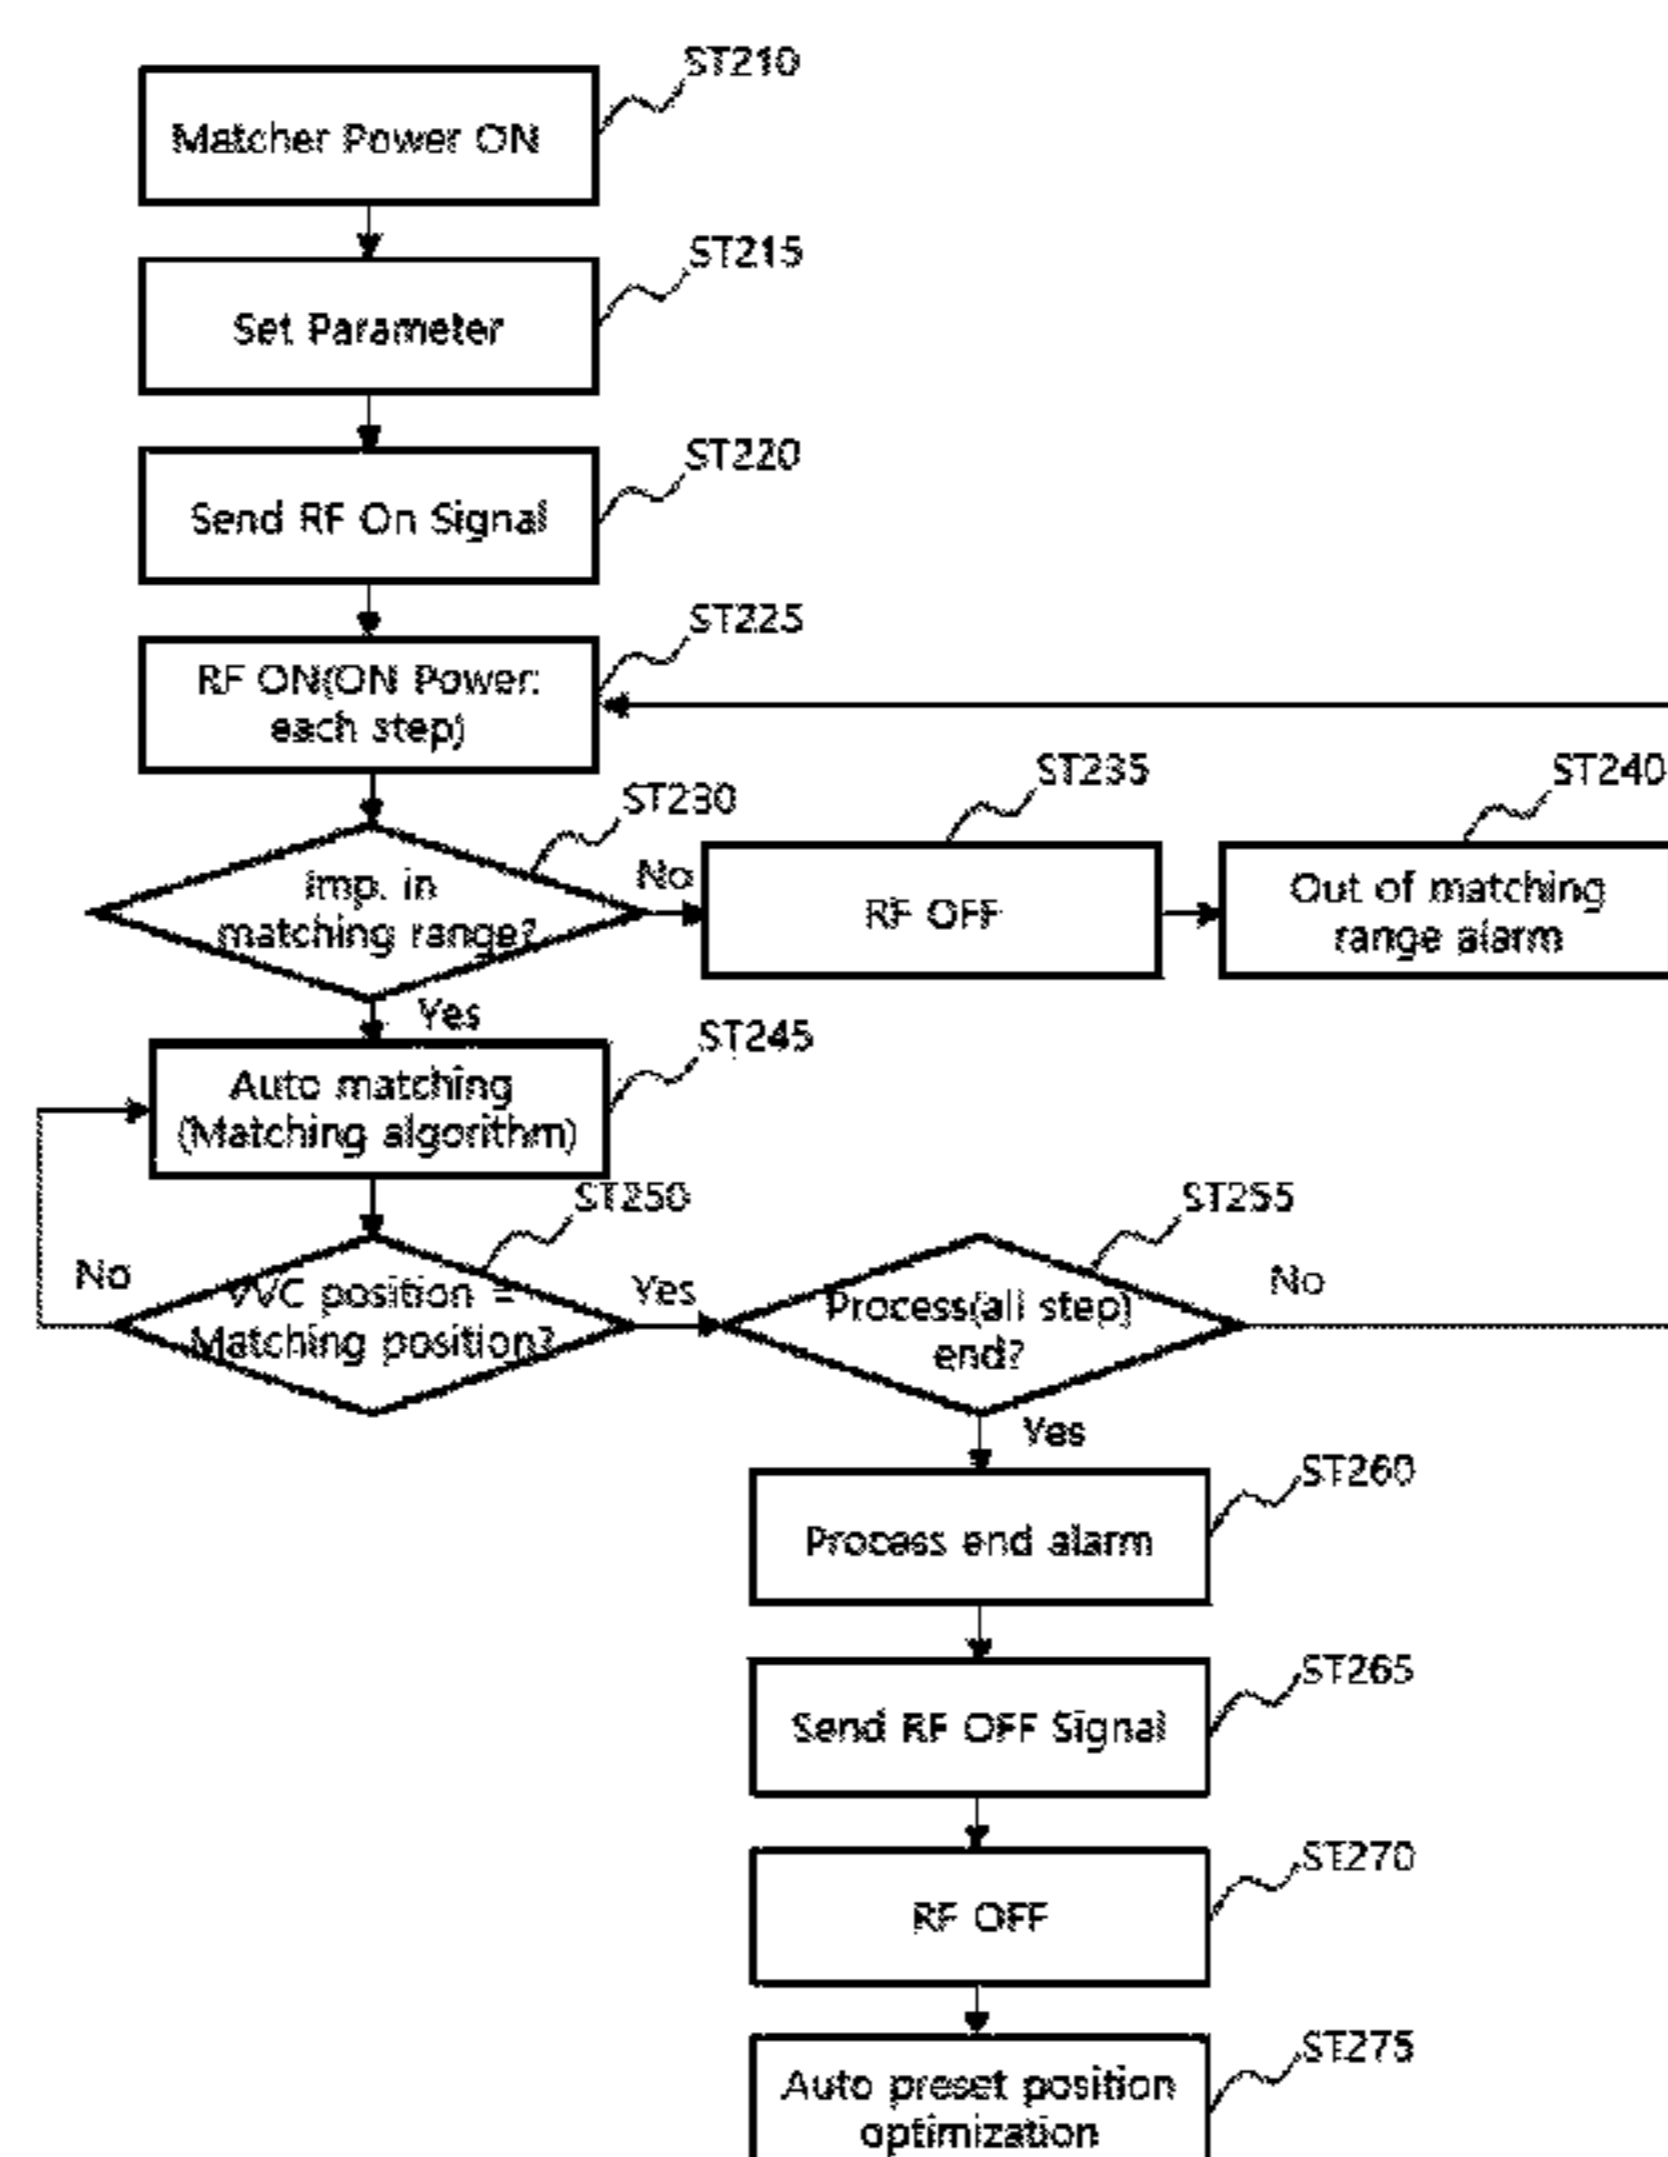 ST210
Matcher Power ON
ST215
Set Parameter
ST220
Send RF On Signal
ST225
RF ON(ON Power:
each step)
ST230
Imp. in
matching range?
No
ST235
RF OFF
ST240
Out of matching
range alarm
Yes
ST245
Auto matching
(Matching algorithm)
ST250
VVC position =
Matching position?
No
Yes
ST255
Process(all step)
end?
No
Yes
ST260
Process end alarm
ST265
Send RF OFF Signal
ST270
RF OFF
ST275
Auto preset position
optimization